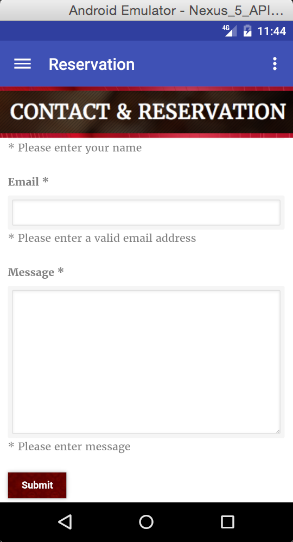 Android Emulator - Nexus_5_API...
4G 11:44
Reservation
CONTACT & RESERVATION
* Please enter your name
Email *
* Please enter a valid email address
Message *
* Please enter message
Submit